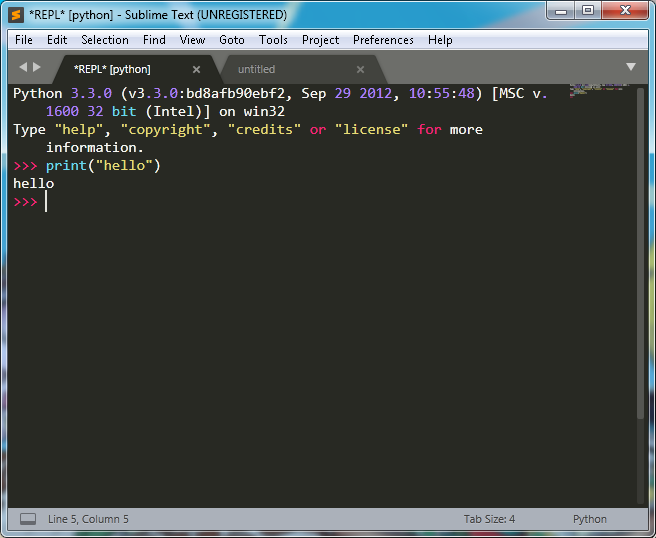 *REPL* [python] - Sublime Text (UNREGISTERED)
File Edit Selection Find View Goto Tools Project Preferences Help
*REPL* [python] untitled
Python 3.3.0 (v3.3.0:bd8afb90ebf2, Sep 29 2012, 10:55:48) [MSC v.
1600 32 bit (Intel)] on win32
Type "help", "copyright", "credits" or "license" for more
information.
>>> print("hello")
hello
>>>
Line 5, Column 5 Tab Size: 4 Python